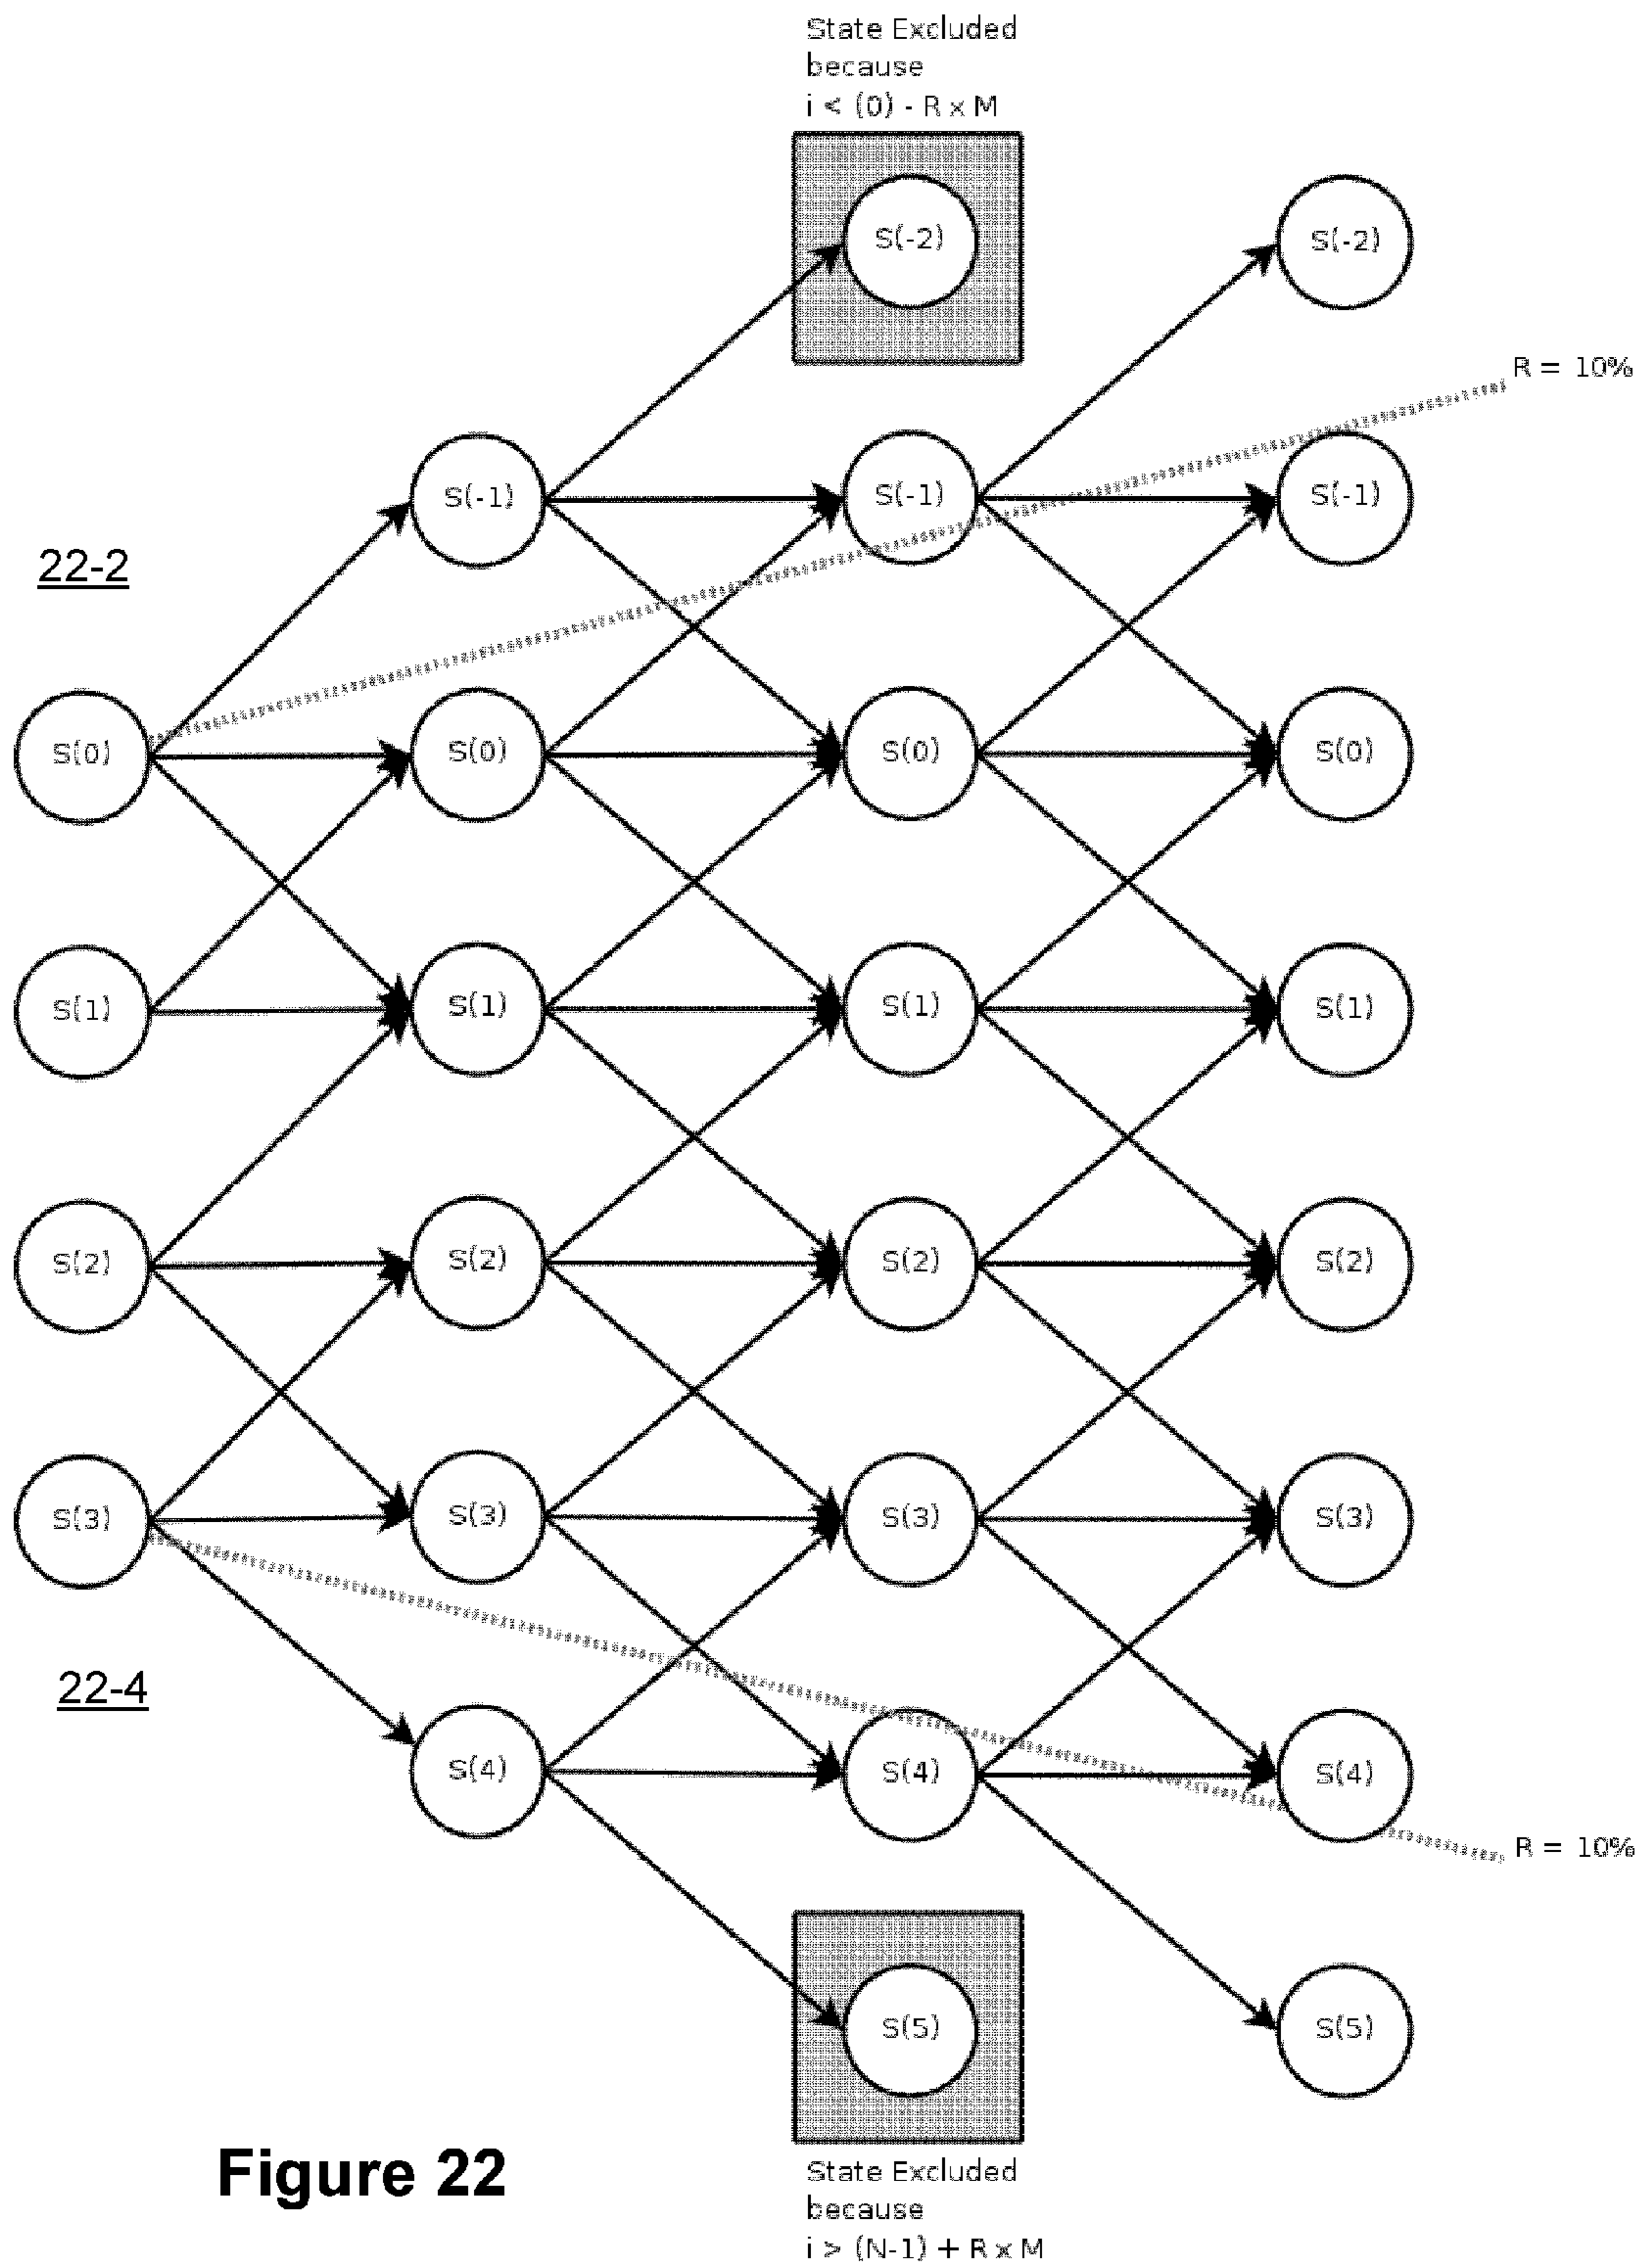 State Excluded
because
i < (0) - R x M
S(-2)
S(-2)
R = 10%
S(-1)
S(-1)
S(-1)
22-2
S(0)
S(0)
S(0)
S(0)
S(1)
S(1)
S(1)
S(1)
S(2)
S(2)
S(2)
S(2)
S(3)
S(3)
S(3)
S(3)
22-4
S(4)
S(4)
S(4)
R = 10%
S(5)
S(5)
Figure 22
State Excluded
because
i > (N-1) + R x M